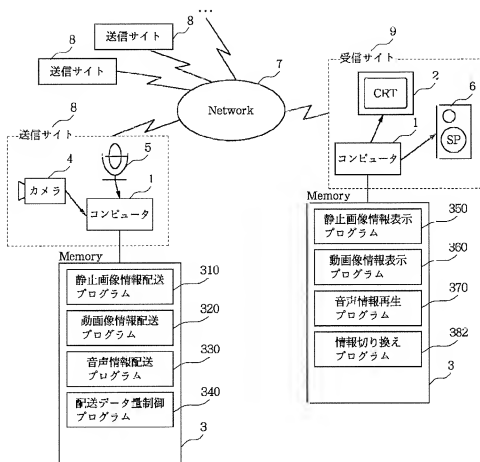 …
8
送信サイト
8
送信サイト
7
Network
9
受信サイト
2
CRT
6
SP
1
コンピュータ
8
送信サイト
4
カメラ
5
1
コンピュータ
Memory
静止画像情報配送
プログラム
310
動画像情報配送
プログラム
320
音声情報配送
プログラム
330
配送データ量制御
プログラム
340
3
Memory
静止画像情報表示
プログラム
350
動画像情報表示
プログラム
360
音声情報再生
プログラム
370
情報切り換え
プログラム
382
3